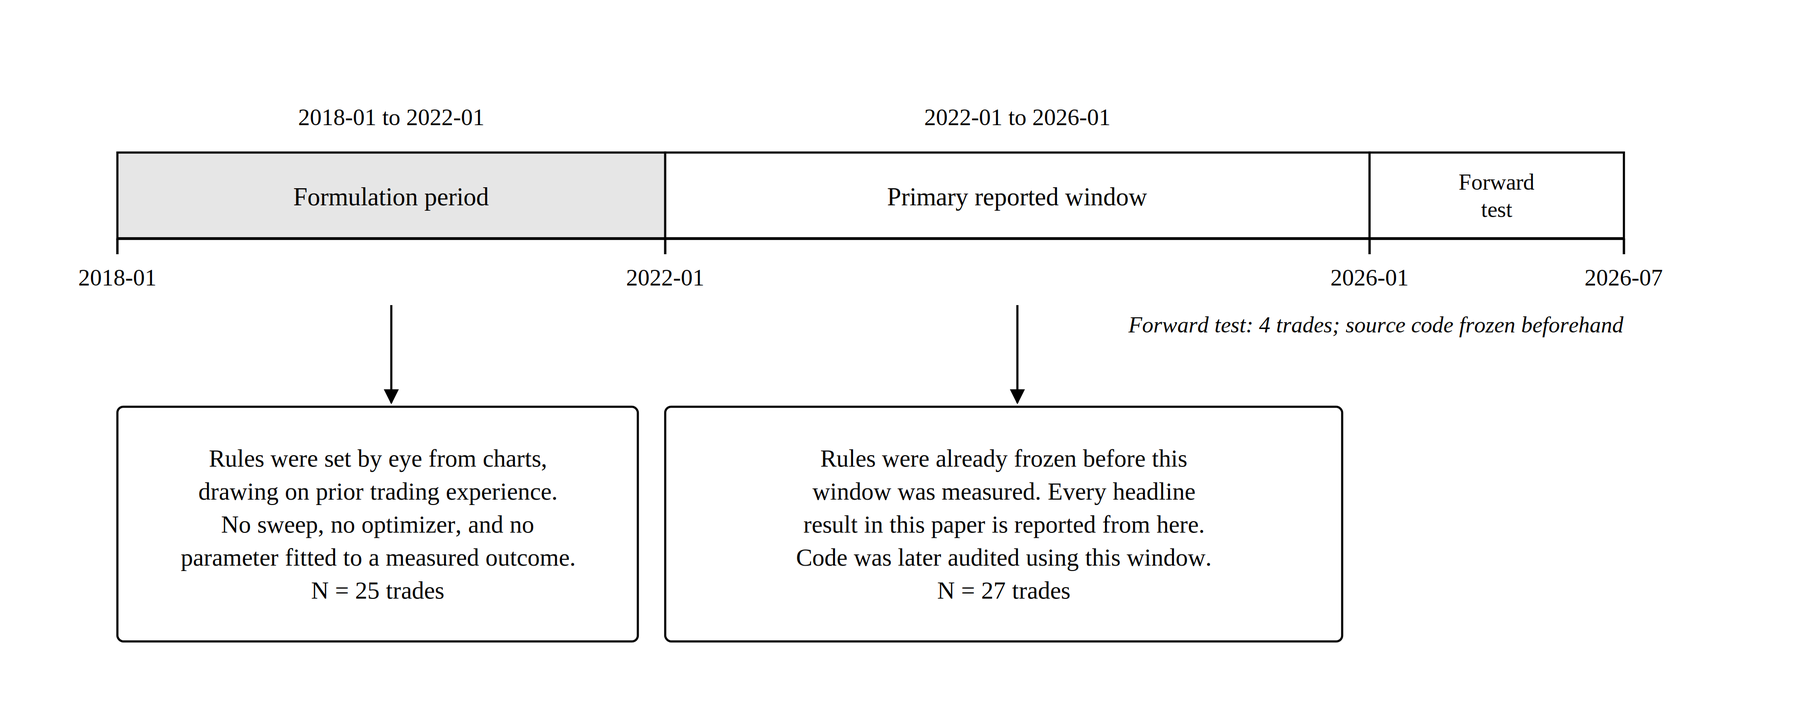 2018-01 to 2022-01
2022-01 to 2026-01
Formulation period
Primary reported window
Forward
test
2018-01
2022-01
2026-01
2026-07
Forward test: 4 trades; source code frozen beforehand
Rules were set by eye from charts,
drawing on prior trading experience.
No sweep, no optimizer, and no
parameter fitted to a measured outcome.
N = 25 trades
Rules were already frozen before this
window was measured. Every headline
result in this paper is reported from here.
Code was later audited using this window.
N = 27 trades